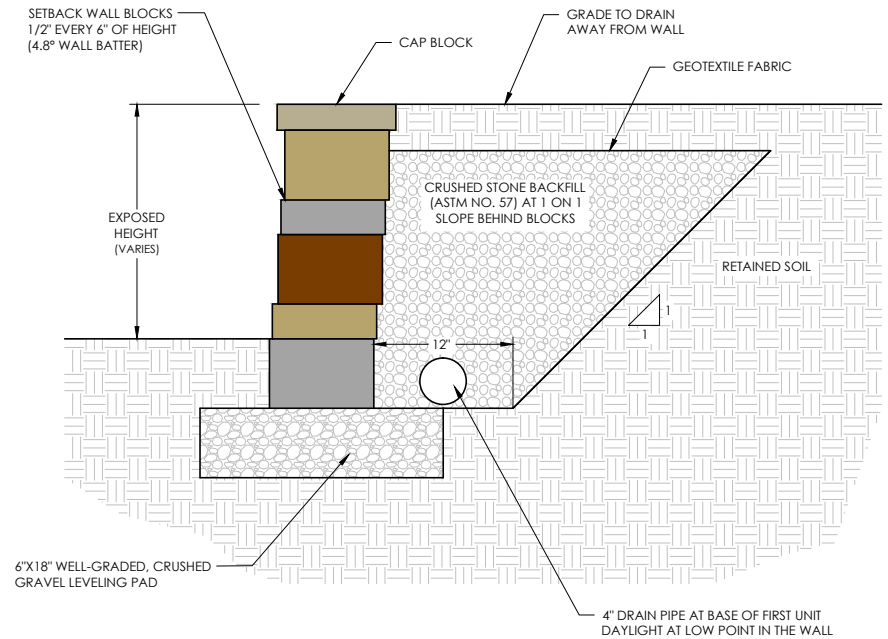 SETBACK WALL BLOCKS
1/2" EVERY 6" OF HEIGHT
(4.8º WALL BATTER)
CAP BLOCK
GRADE TO DRAIN
AWAY FROM WALL
GEOTEXTILE FABRIC
CRUSHED STONE BACKFILL
(ASTM NO. 57) AT 1 ON 1
SLOPE BEHIND BLOCKS
EXPOSED
HEIGHT
(VARIES)
RETAINED SOIL
1
1
12"
6"X18" WELL-GRADED, CRUSHED
GRAVEL LEVELING PAD
4" DRAIN PIPE AT BASE OF FIRST UNIT
DAYLIGHT AT LOW POINT IN THE WALL